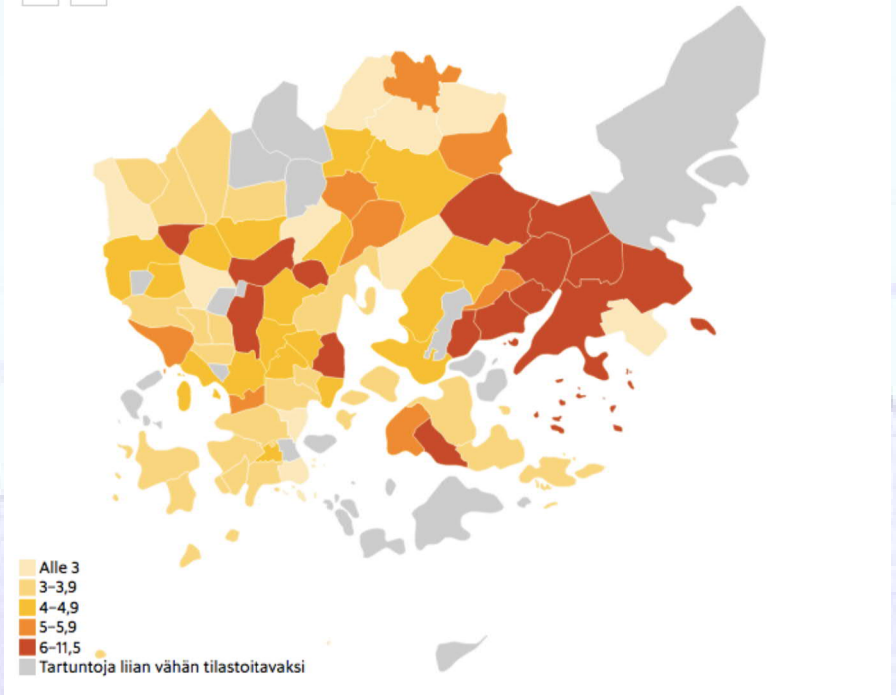 Alle 3
3–3,9
4–4,9
5–5,9
6–11,5
Tartuntoja liian vähän tilastoitavaksi